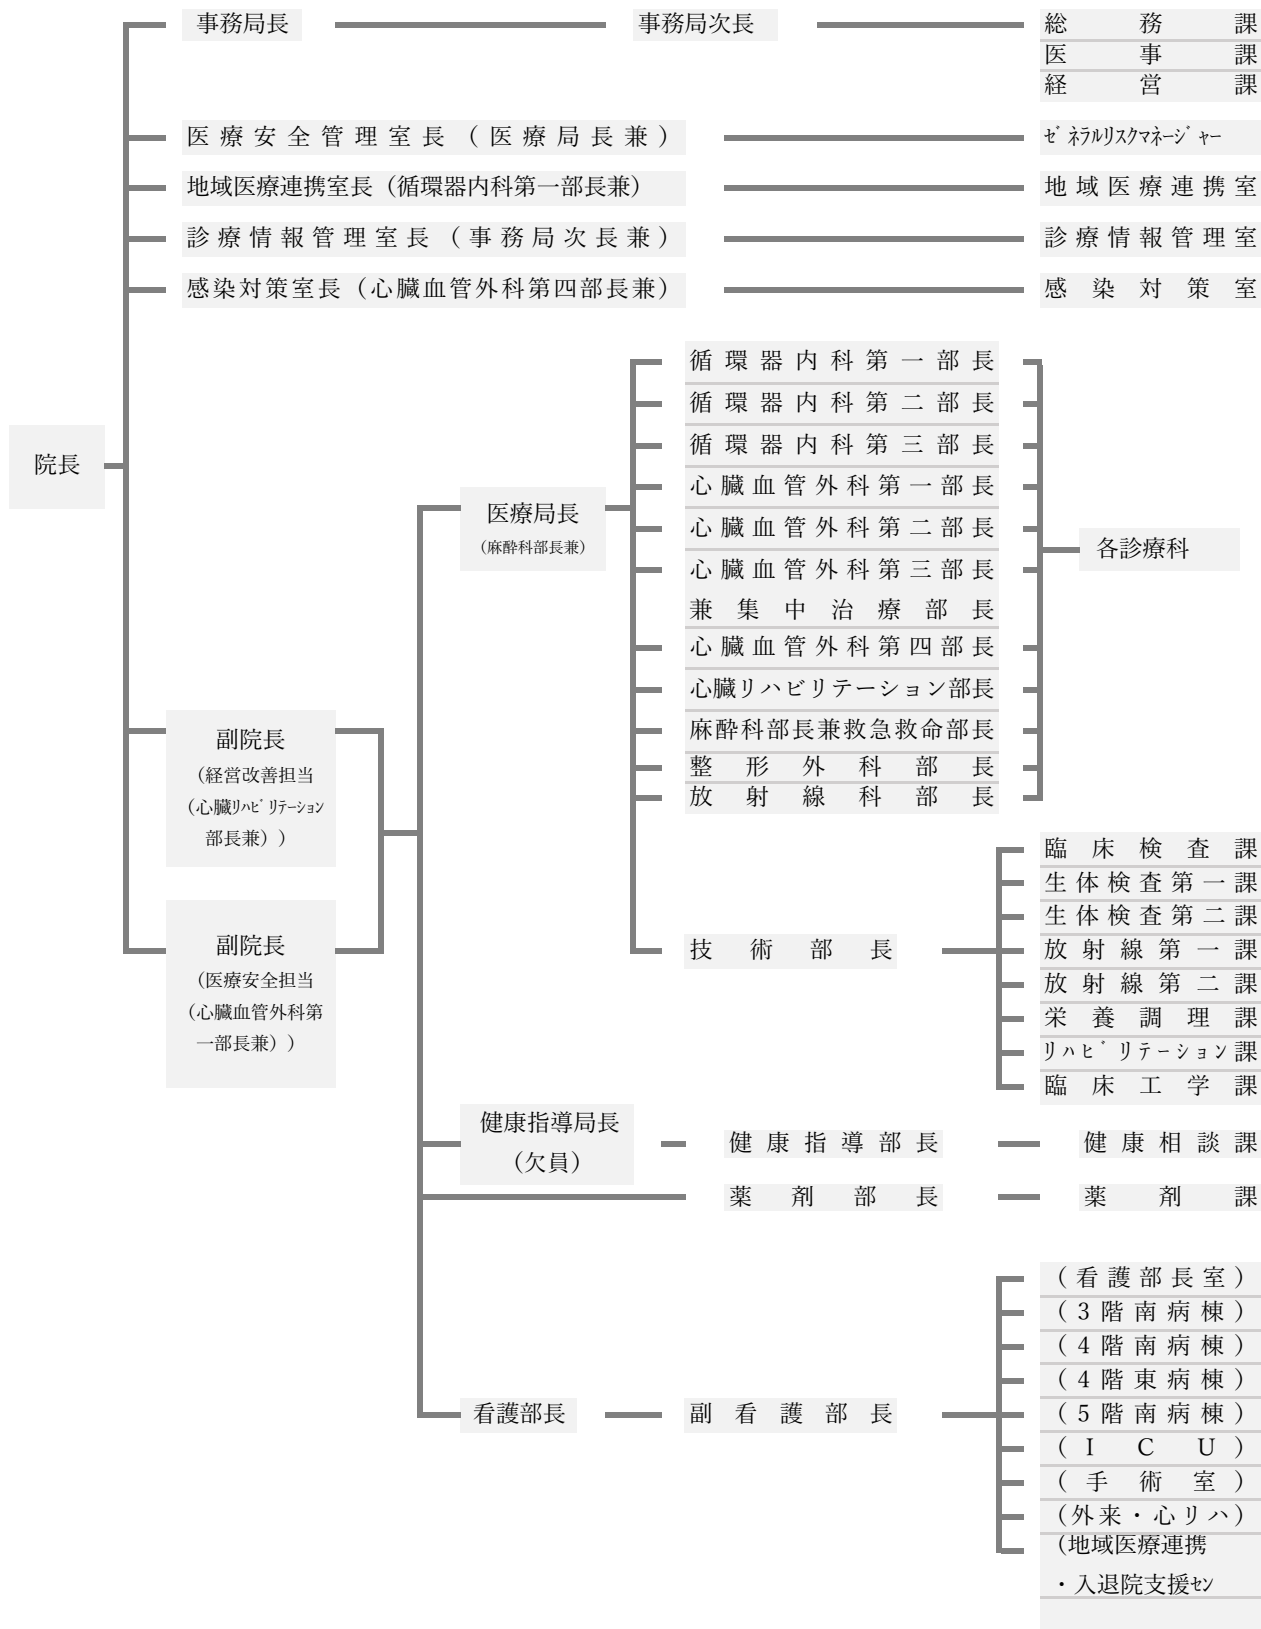 事務局長 事務局次長 総務課
医事課
経営課
医療安全管理室長（医療局長兼） ｾﾞﾈﾗﾙﾘｽｸﾏﾈｰｼﾞｬｰ
地域医療連携室長（循環器内科第一部長兼） 地域医療連携室
診療情報管理室長（事務局次長兼） 診療情報管理室
感染対策室長（心臓血管外科第四部長兼） 感染対策室
院長
副院長
（経営改善担当
（心臓ﾘﾊﾋﾞﾘﾃｰｼｮﾝ
部長兼））
副院長
（医療安全担当
（心臓血管外科第
一部長兼））
医療局長
（麻酔科部長兼）
循環器内科第一部長
循環器内科第二部長
循環器内科第三部長
心臓血管外科第一部長
心臓血管外科第二部長
心臓血管外科第三部長
兼集中治療部長
心臓血管外科第四部長
心臓リハビリテーション部長
麻酔科部長兼救急救命部長
整形外科部長
放射線科部長
各診療科
技術部長
臨床検査課
生体検査第一課
生体検査第二課
放射線第一課
放射線第二課
栄養調理課
ﾘﾊﾋﾞﾘﾃｰｼｮﾝ課
臨床工学課
健康指導局長
（欠員）
健康指導部長 健康相談課
薬剤部長 薬剤課
看護部長 副看護部長
（看護部長室）
（3階南病棟）
（4階南病棟）
（4階東病棟）
（5階南病棟）
（ICU）
（手術室）
（外来・心リハ）
（地域医療連携
・入退院支援ｾﾝ